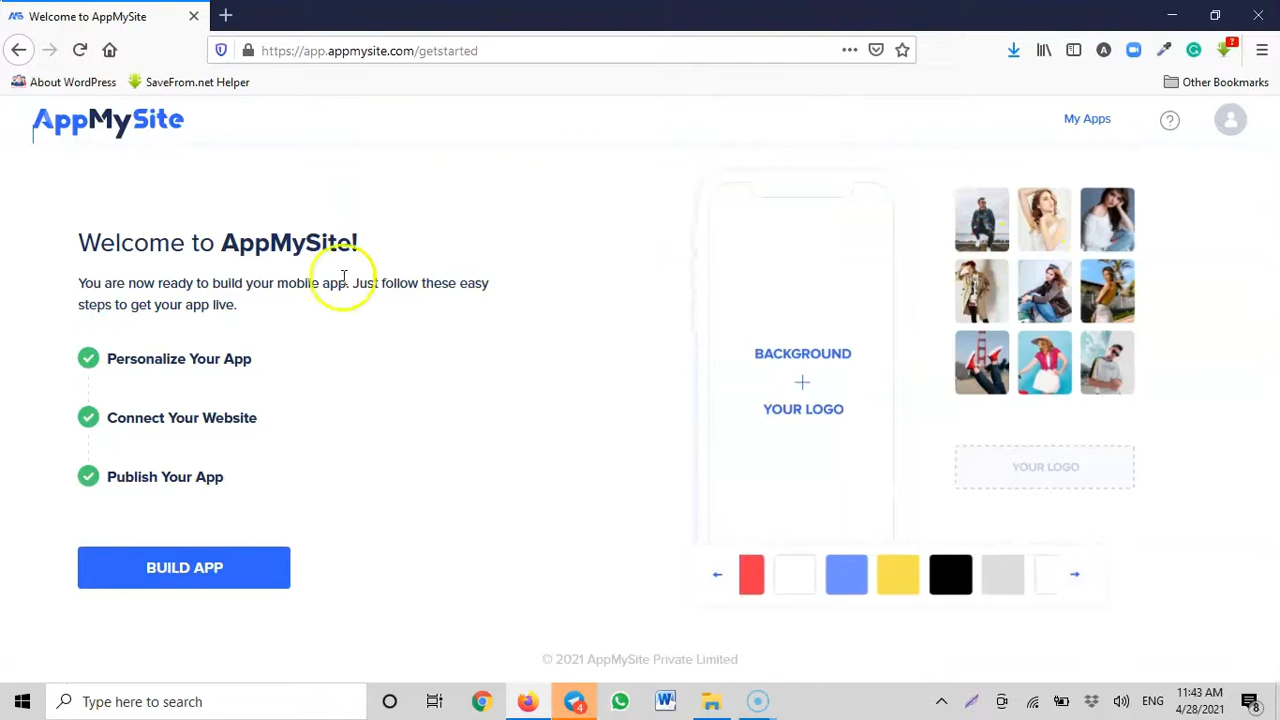 Welcome to AppMySite
https://app.appmysite.com/getstarted
About WordPress
SaveFrom.net Helper
Other Bookmarks
AppMySite
My Apps
Welcome to AppMySite!
You are now ready to build your mobile app. Just follow these easy
steps to get your app live.
Personalize Your App
Connect Your Website
Publish Your App
BUILD APP
BACKGROUND
+
YOUR LOGO
YOUR LOGO
© 2021 AppMySite Private Limited
Type here to search
4
ENG
11:43 AM
4/28/2021
8